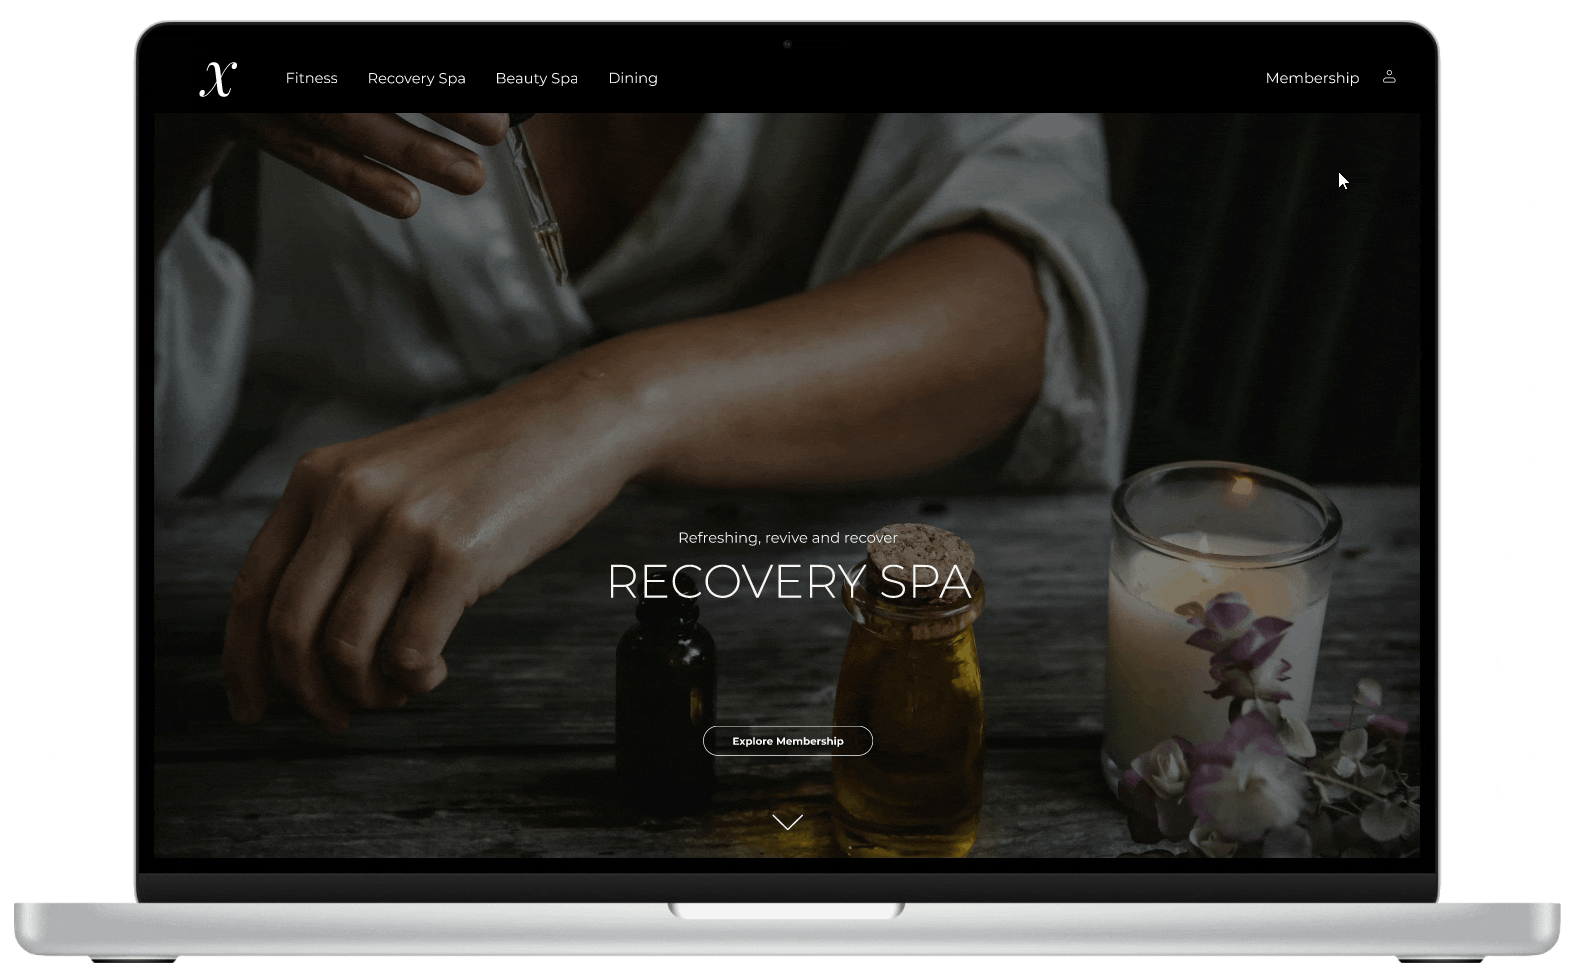 X
Fitness
Recovery Spa
Beauty Spa
Dining
Membership
Refreshing, revive and recover
RECOVERY SPA
Explore Membership